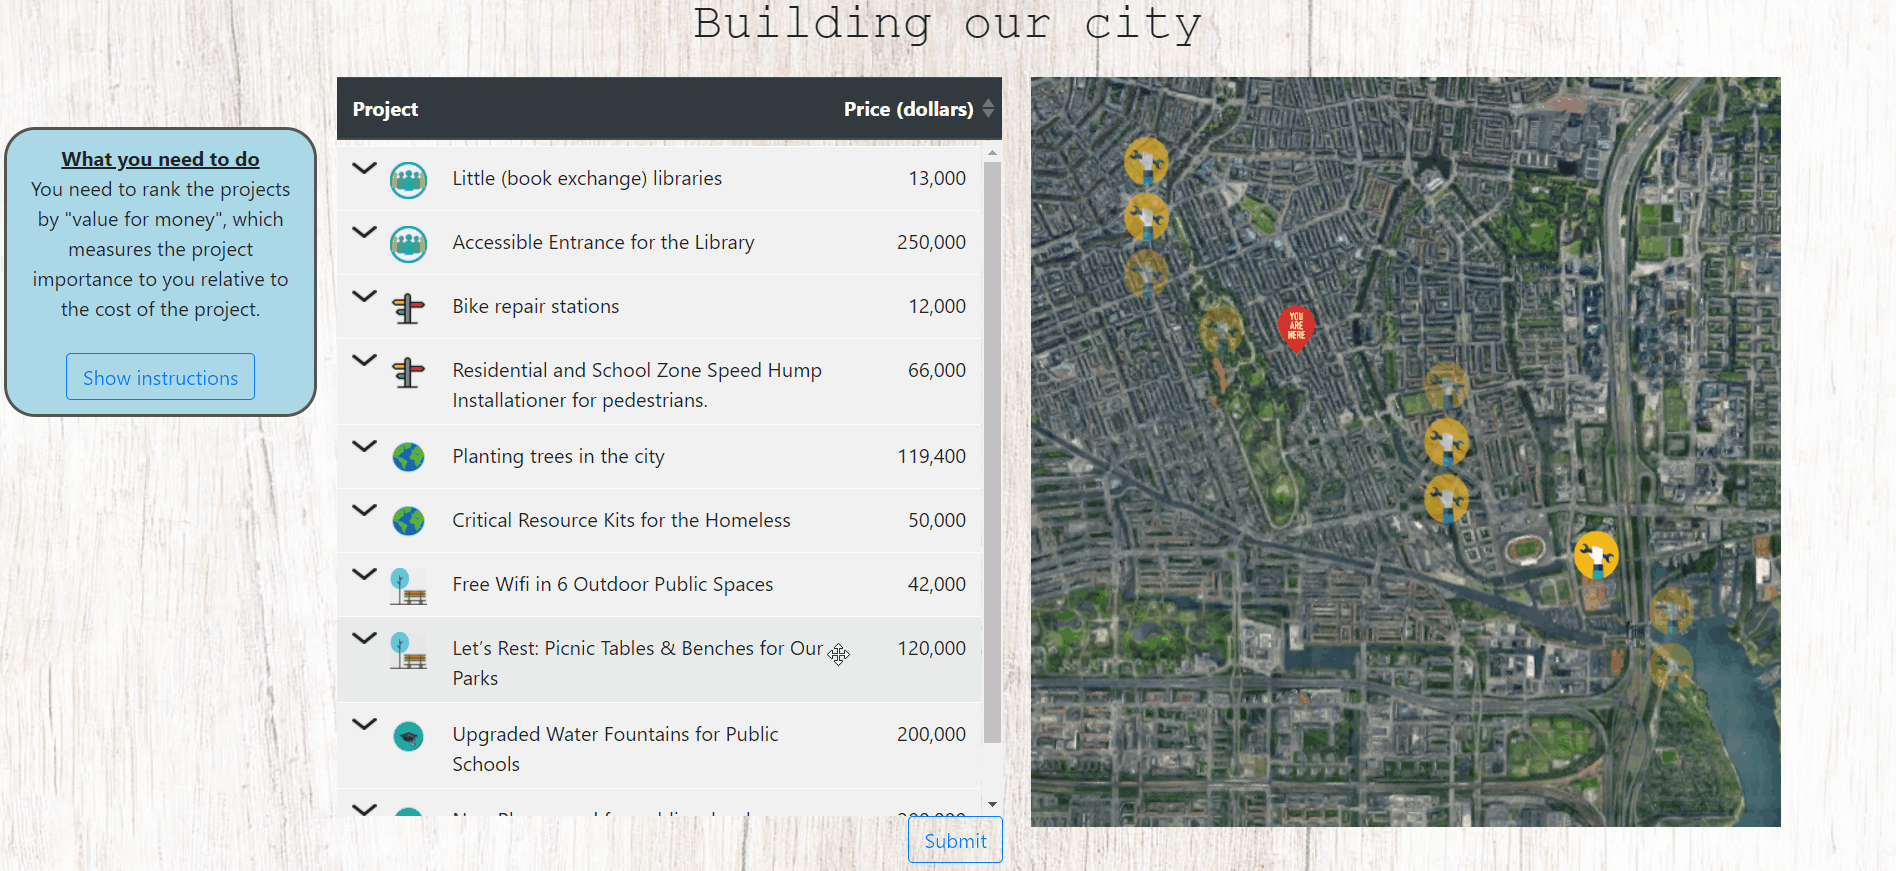 Building our city
Project Price (dollars)
What you need to do
You need to rank the projects
by "value for money", which
measures the project
importance to you relative to
the cost of the project.
Show instructions
Little (book exchange) libraries 13,000
Accessible Entrance for the Library 250,000
Bike repair stations 12,000
Residential and School Zone Speed Hump 66,000
Installationer for pedestrians.
Planting trees in the city 119,400
Critical Resource Kits for the Homeless 50,000
Free Wifi in 6 Outdoor Public Spaces 42,000
Let’s Rest: Picnic Tables & Benches for Our 120,000
Parks
Upgraded Water Fountains for Public 200,000
Schools
Submit
YOU
ARE
HERE